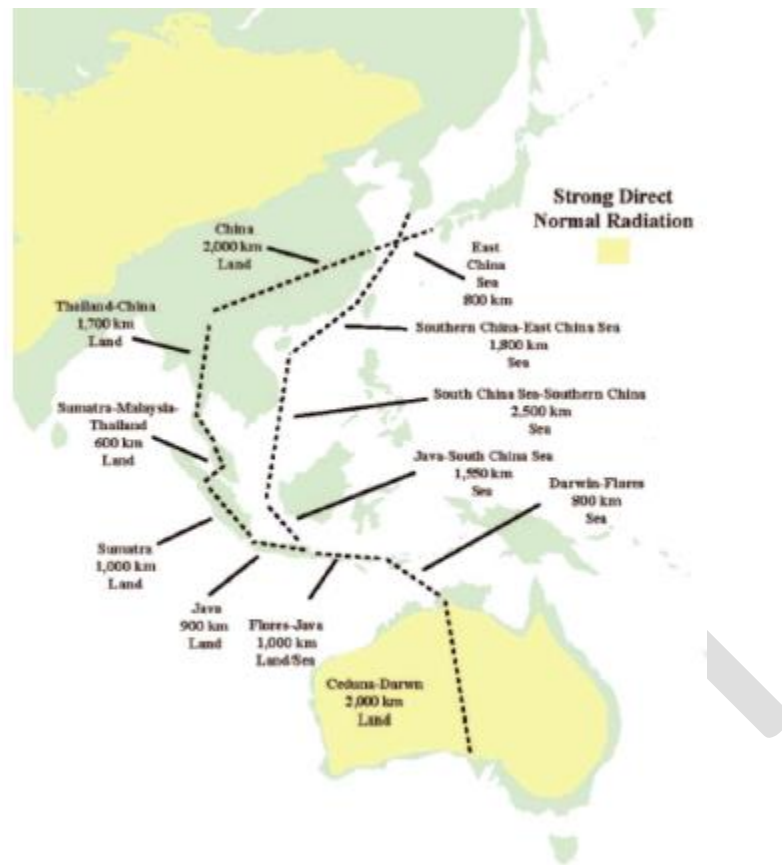 Strong Direct
Normal Radiation
China
2,000 km
Land
East
China
Sea
800 km
Thailand-China
1,700 km
Land
Southern China-East China Sea
1,800 km
Sea
Sumatra-Malaysia-
Thailand
600 km
Land
South China Sea-Southern China
2,500 km
Sea
Java-South China Sea
1,550 km
Sea
Darwin-Flores
800 km
Sea
Sumatra
1,000 km
Land
Java
900 km
Land
Flores-Java
1,000 km
Land/Sea
Ceduna-Darwn
2,000 km
Land